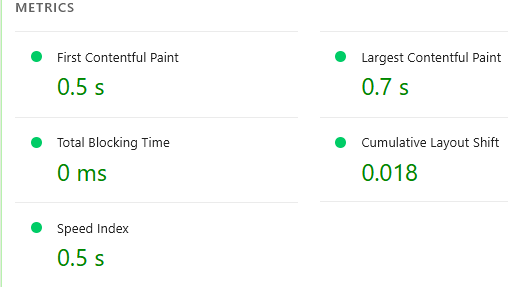 METRICS
First Contentful Paint
0.5 s
Largest Contentful Paint
0.7 s
Total Blocking Time
0 ms
Cumulative Layout Shift
0.018
Speed Index
0.5 s